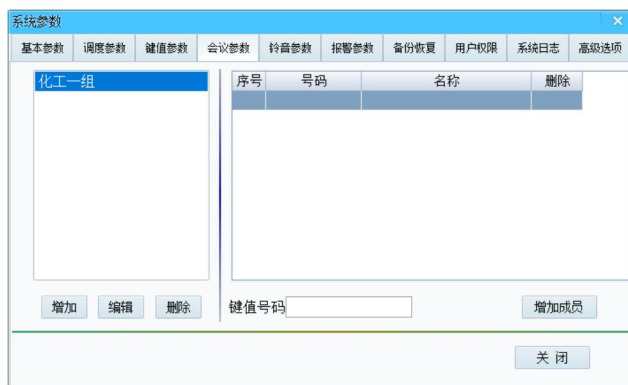 系统参数
基本参数 调度参数 键值参数 会议参数 铃音参数 报警参数 备份恢复 用户权限 系统日志 高级选项
化工一组
序号 号码 名称 删除
增加 编辑 删除 键值号码 增加成员
关 闭